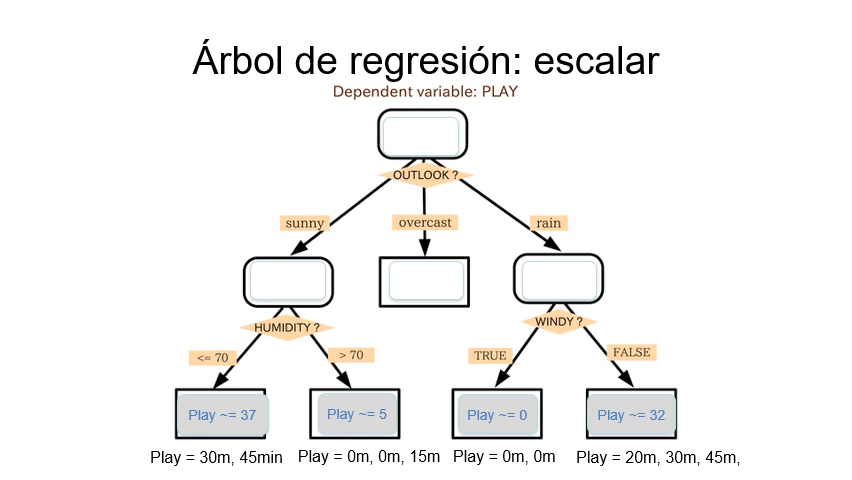 Árbol de regresión: escalar
Dependent variable: PLAY
OUTLOOK ?
sunny
overcast
rain
HUMIDITY ?
WINDY ?
<= 70
> 70
TRUE
FALSE
Play ~= 37
Play ~= 5
Play ~= 0
Play ~= 32
Play = 30m, 45min
Play = 0m, 0m, 15m
Play = 0m, 0m
Play = 20m, 30m, 45m,